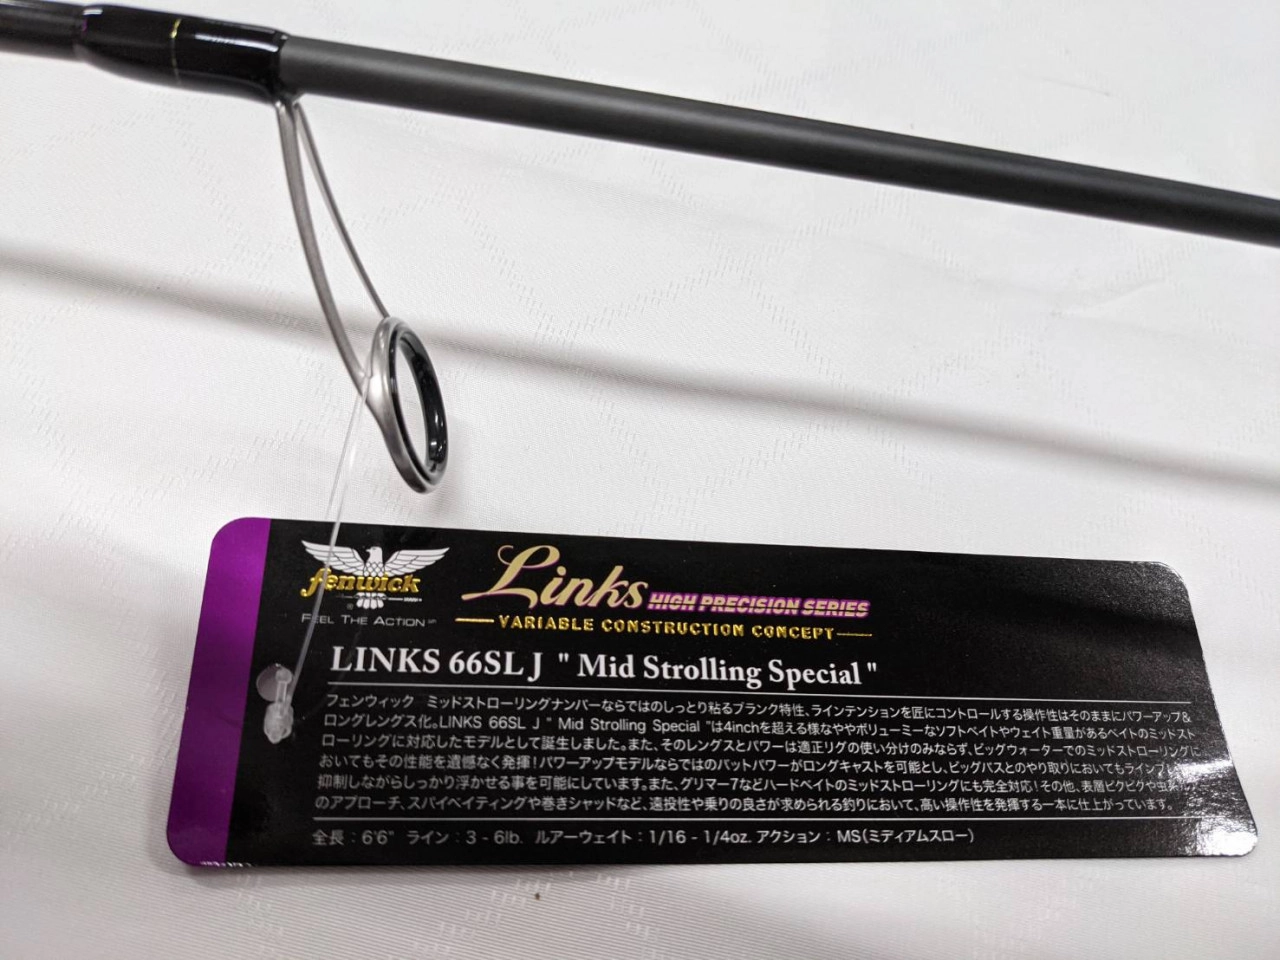 fenwick
FEEL THE ACTION
Links HIGH PRECISION SERIES
VARIABLE CONSTRUCTION CONCEPT
LINKS 66SL J " Mid Strolling Special "
フェンウィック ミッドストローリングナンバーならではのしっとり粘るブランク特性、ラインテンションを匠にコントロールする操作性はそのままにパワーアップ&
ロングレングス化。LINKS 66SL J " Mid Strolling Special "は4inchを超える様なややボリューミーなソフトベイトやウェイト重量があるベイトのミッドスト
ローリングに対応したモデルとして誕生しました。また、そのレングスとパワーは適正リグの使い分けのみならず、ビッグウォーターでのミッドストローリングに
おいてもその性能を遺憾なく発揮!パワーアップモデルならではのバットパワーがロングキャストを可能とし、ビッグバスとのやり取りにおいてもライン
抑制しながらしっかり浮かせる事を可能にしています。また、グリマー7などハードベイトのミッドストローリングにも完全対応!その他、表層ピクピクや虫系
のアプローチ、スパイベイティングや巻きシャッドなど、遠投性や乗りの良さが求められる釣りにおいて、高い操作性を発揮する一本に仕上がっています。
全長:6'6" ライン:3 - 6lb. ルアーウェイト:1/16 - 1/4oz. アクション:MS(ミディアムスロー)